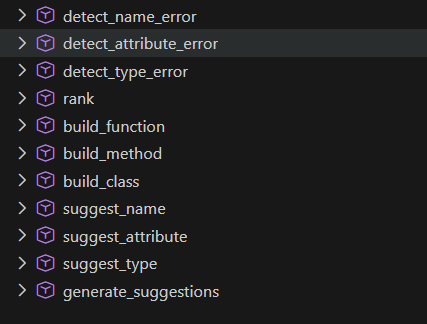 detect_name_error
detect_attribute_error
detect_type_error
rank
build_function
build_method
build_class
suggest_name
suggest_attribute
suggest_type
generate_suggestions